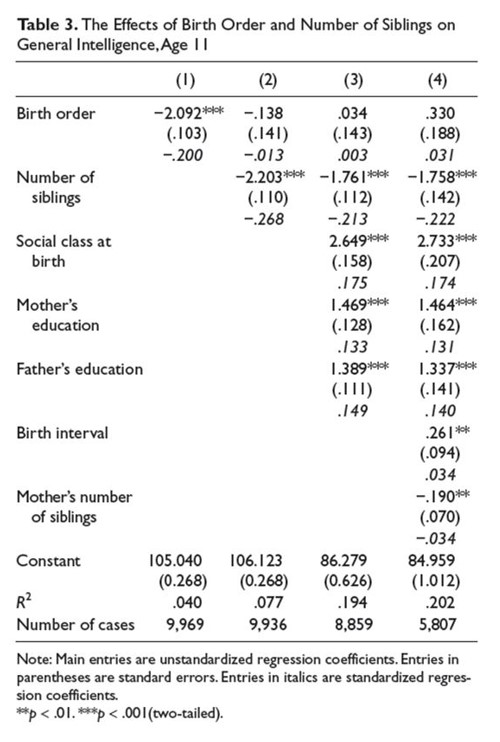 Table 3. The Effects of Birth Order and Number of Siblings on
General Intelligence, Age 11
(1) (2) (3) (4)
Birth order −2.092*** −.138 .034 .330
(.103) (.141) (.143) (.188)
−.200 −.013 .003 .031
Number of −2.203*** −1.761*** −1.758***
siblings (.110) (.112) (.142)
−.268 −.213 −.222
Social class at 2.649*** 2.733***
birth (.158) (.207)
.175 .174
Mother's 1.469*** 1.464***
education (.128) (.162)
.133 .131
Father's education 1.389*** 1.337***
(.111) (.141)
.149 .140
Birth interval .261**
(.094)
.034
Mother's number −.190**
of siblings (.070)
−.034
Constant 105.040 106.123 86.279 84.959
(0.268) (0.268) (0.626) (1.012)
R² .040 .077 .194 .202
Number of cases 9,969 9,936 8,859 5,807
Note: Main entries are unstandardized regression coefficients. Entries in
parentheses are standard errors. Entries in italics are standardized regres-
sion coefficients.
**p < .01. ***p < .001(two-tailed).